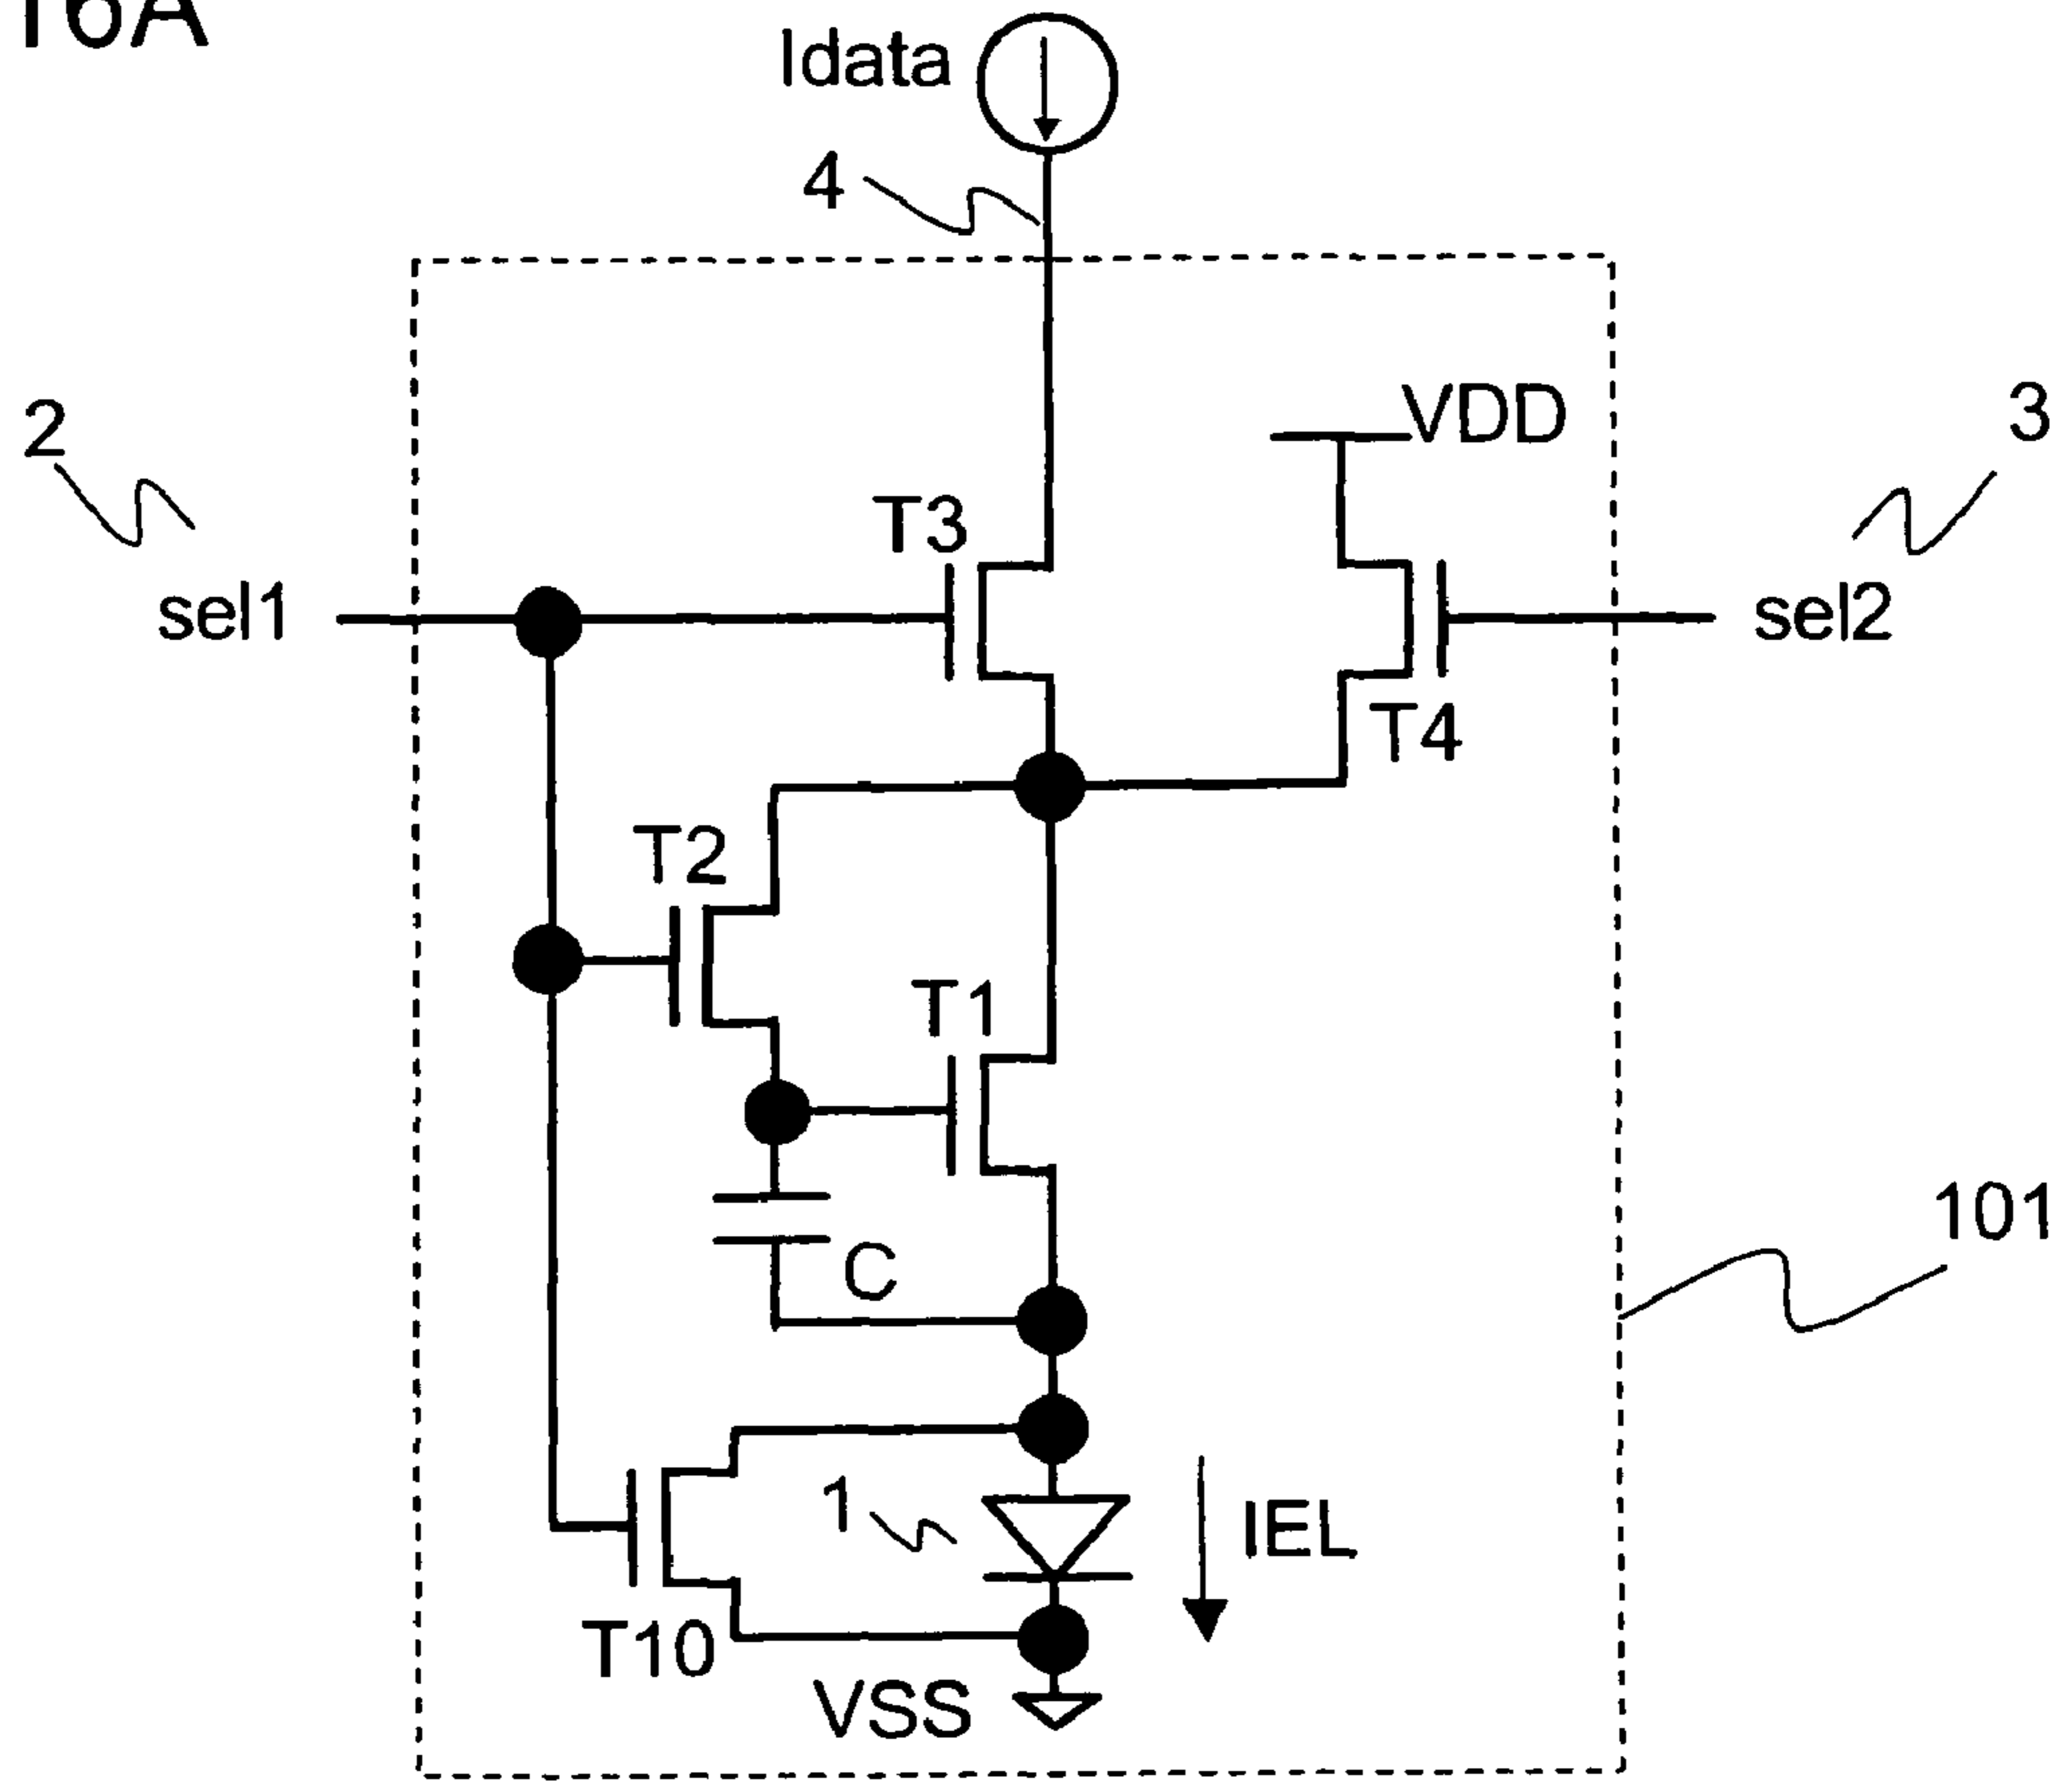 16A
Idata
4
2
VDD
3
T3
sel1
sel2
T4
T2
T1
C
101
1
IEL
T10
VSS